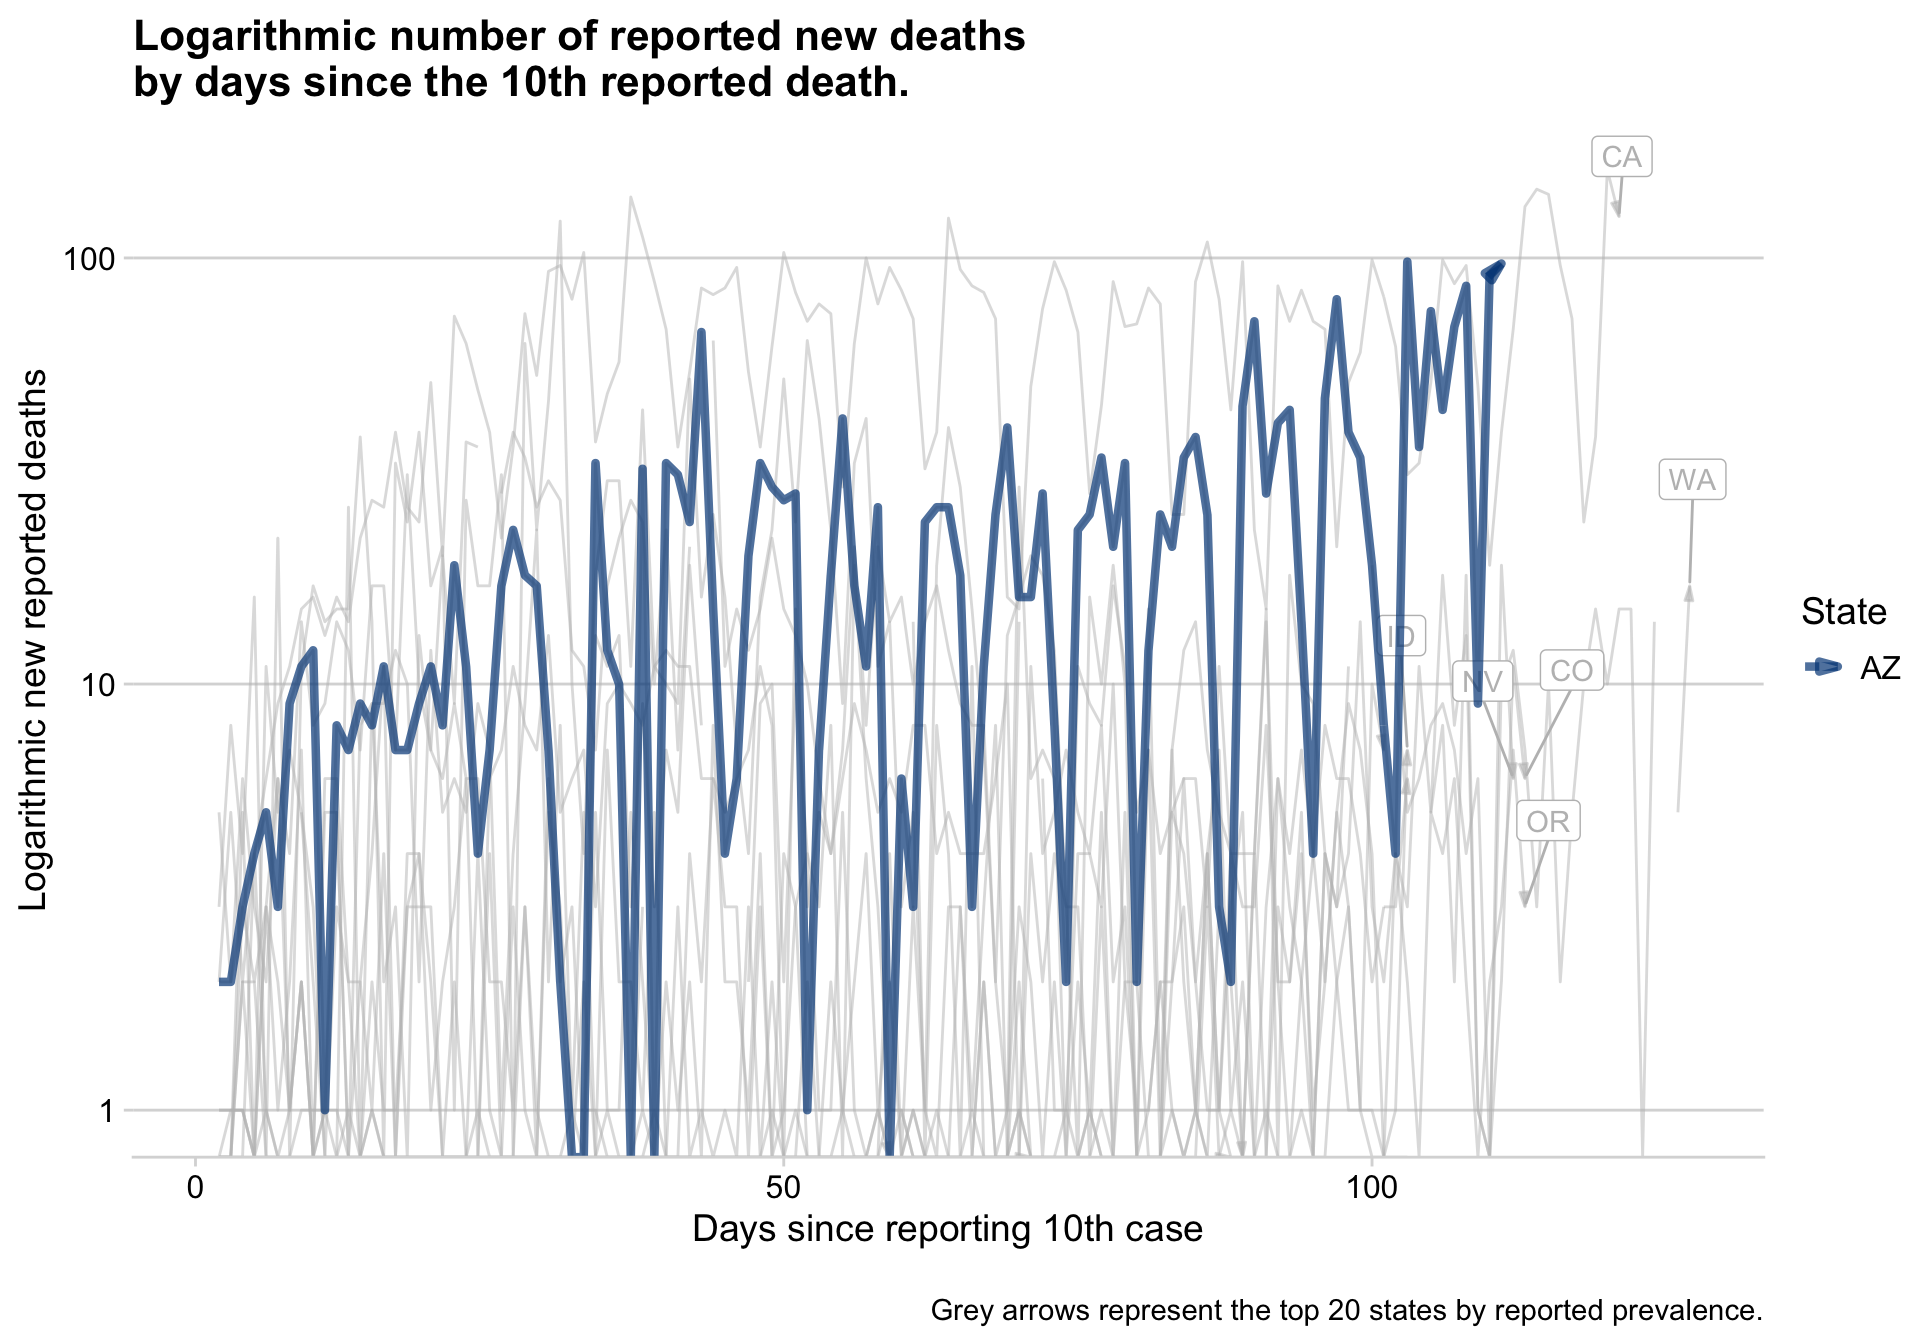 Logarithmic number of reported new deaths
by days since the 10th reported death.
CA
100
WA
Logarithmic new reported deaths
State
AZ
ID
NV
CO
10
OR
1
0
50
100
Days since reporting 10th case
Grey arrows represent the top 20 states by reported prevalence.